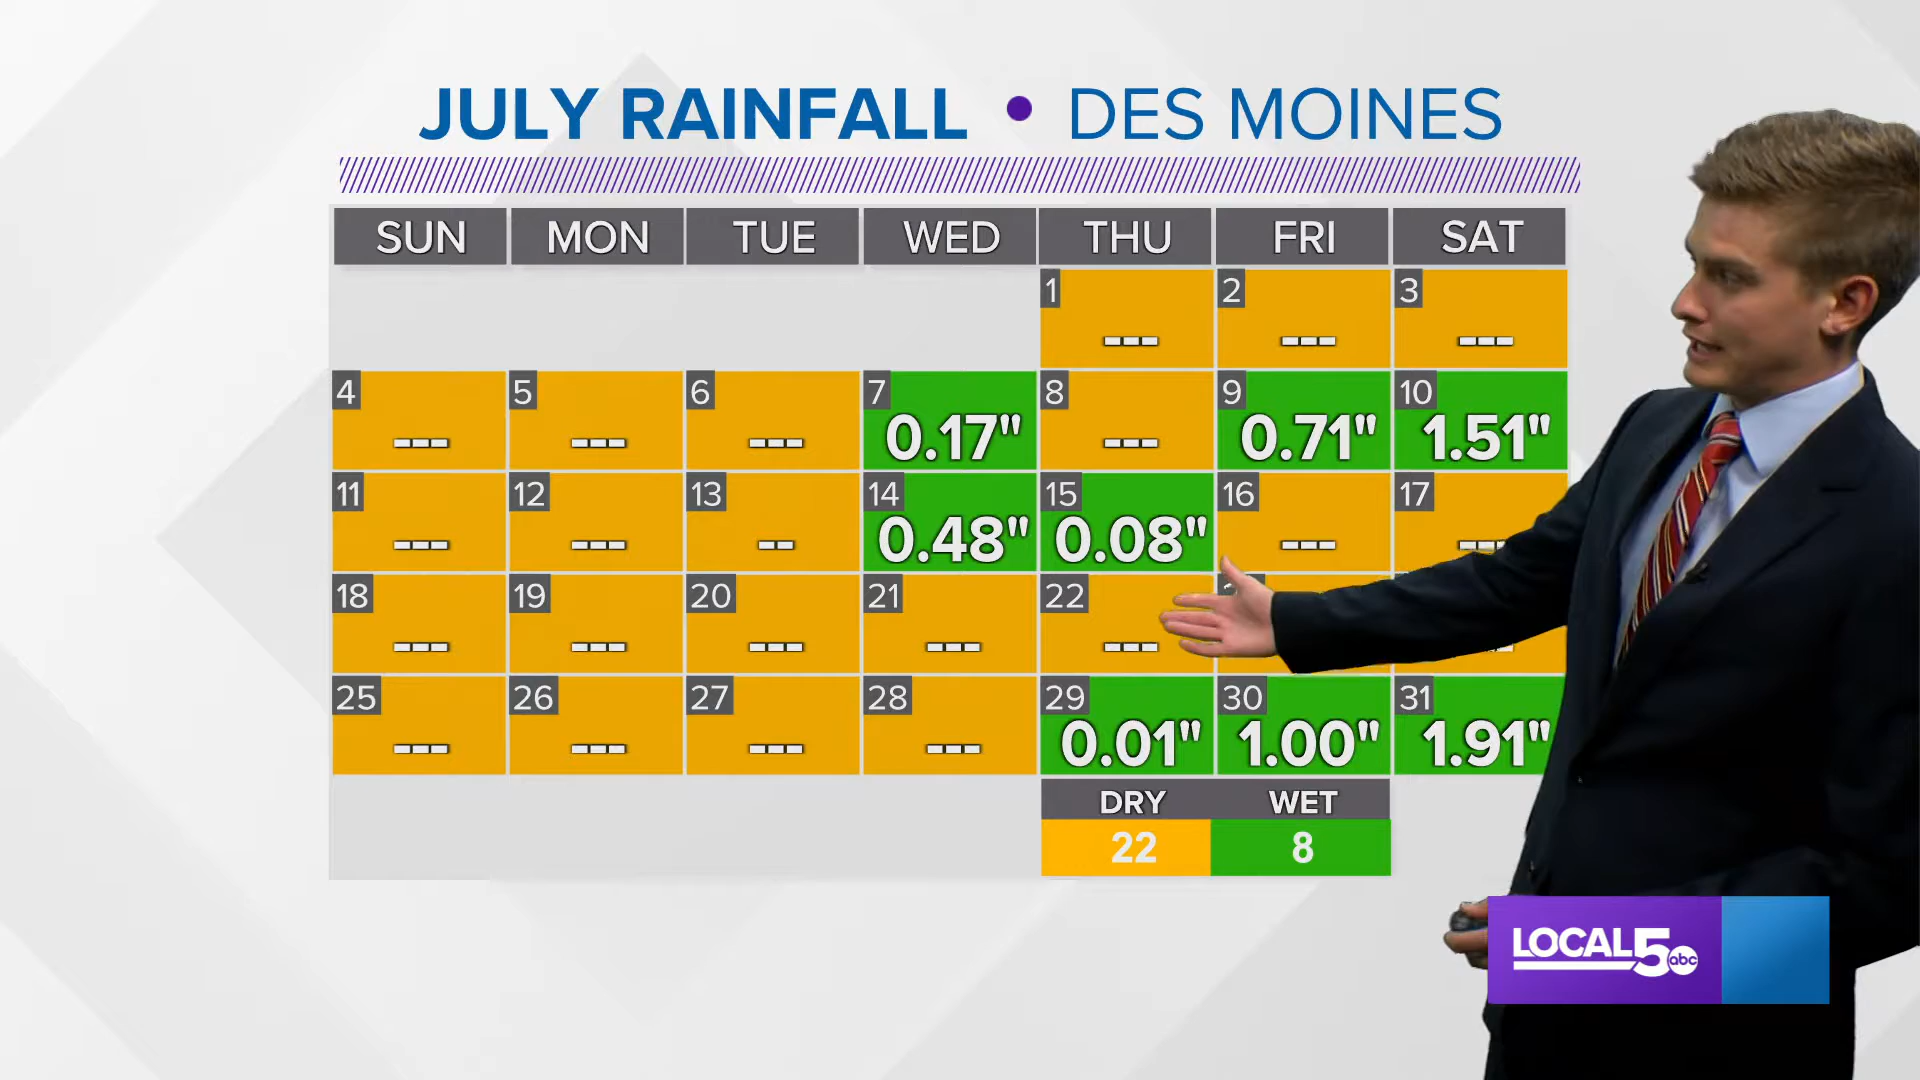 JULY RAINFALL • DES MOINES
SUN MON TUE WED THU FRI SAT
1 2 3
--- --- ---
4 5 6 7 8 9 10
--- --- --- 0.17" --- 0.71" 1.51"
11 12 13 14 15 16 17
--- --- -- 0.48" 0.08" --- ---
18 19 20 21 22
--- --- --- --- ---
25 26 27 28 29 30 31
--- --- --- --- 0.01" 1.00" 1.91"
DRY WET
22 8
LOCAL 5 abc